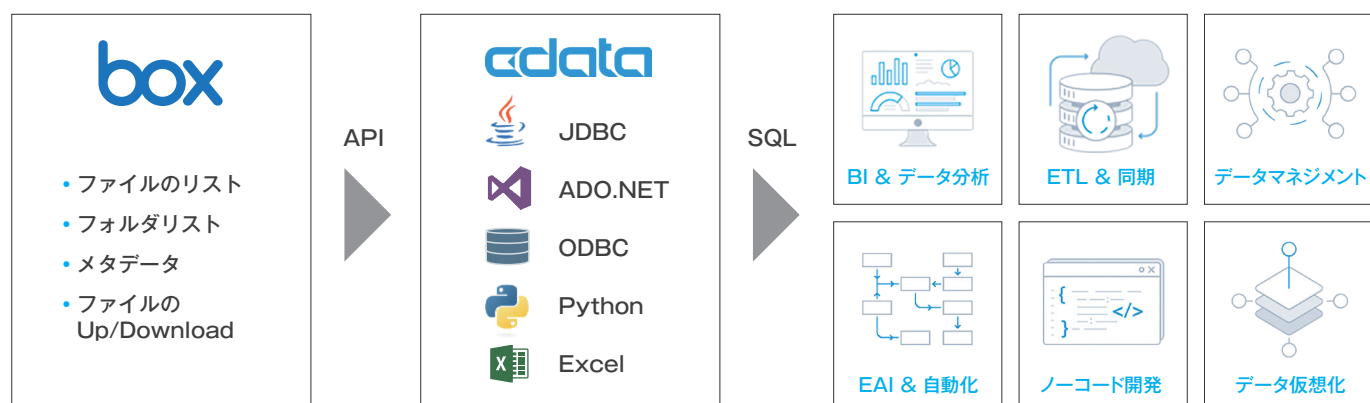 box
・ファイルのリスト
・フォルダリスト
・メタデータ
・ファイルの
Up/Download
API
cdata
JDBC
ADO.NET
ODBC
Python
X
Excel
SQL
BI & データ分析
ETL & 同期
データマネジメント
EAI & 自動化
{
</>
}
ノーコード開発
データ仮想化